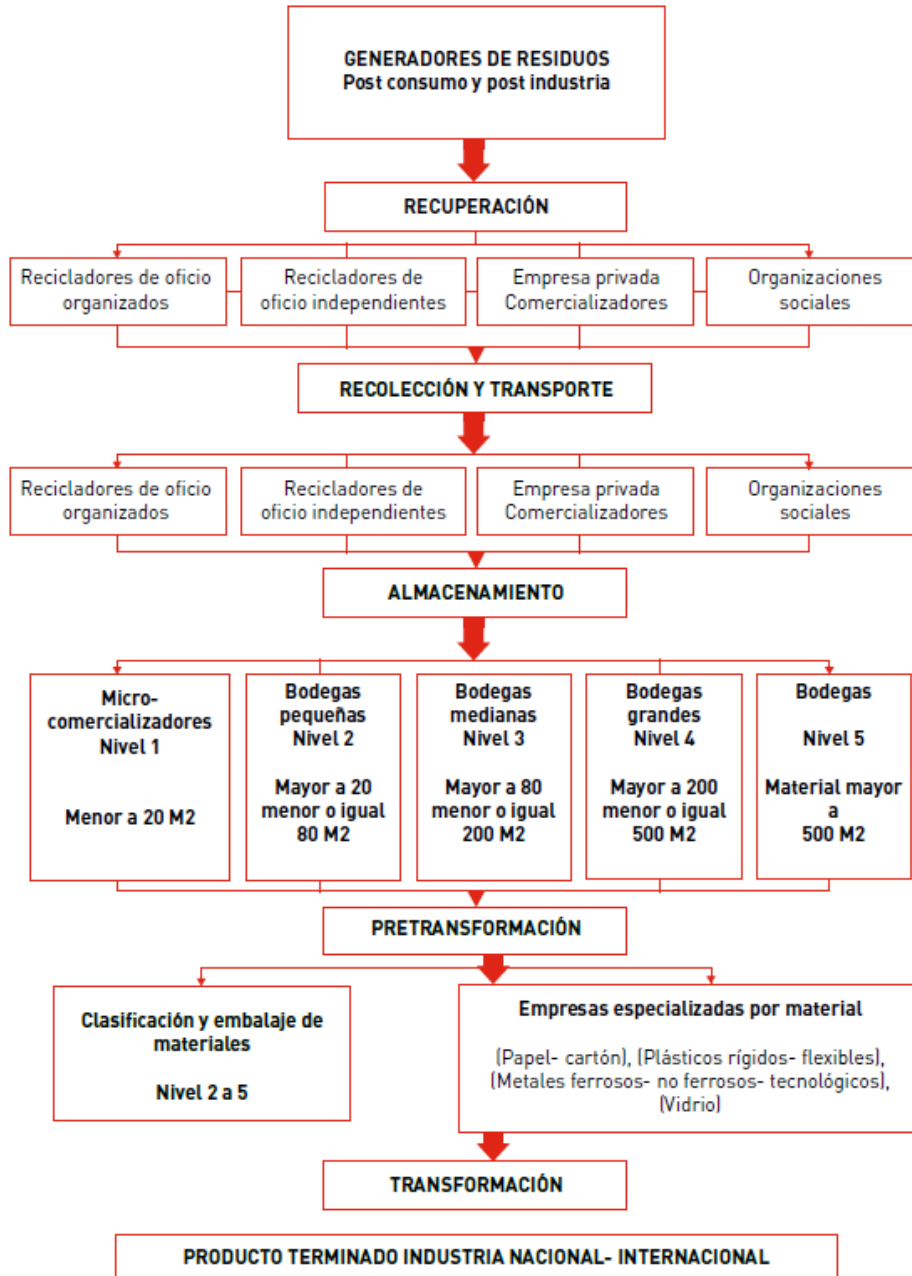 GENERADORES DE RESIDUOS
Post consumo y post industria
RECUPERACIÓN
Recicladores de oficio
organizados
Recicladores de
oficio independientes
Empresa privada
Comercializadores
Organizaciones
sociales
RECOLECCIÓN Y TRANSPORTE
Recicladores de oficio
organizados
Recicladores de
oficio independientes
Empresa privada
Comercializadores
Organizaciones
sociales
ALMACENAMIENTO
Micro-
comercializadores
Nivel 1
Menor a 20 M2
Bodegas
pequeñas
Nivel 2
Mayor a 20
menor o igual
80 M2
Bodegas
medianas
Nivel 3
Mayor a 80
menor o igual
200 M2
Bodegas
grandes
Nivel 4
Mayor a 200
menor o igual
500 M2
Bodegas
Nivel 5
Material mayor
a
500 M2
PRETRANSFORMACIÓN
Clasificación y embalaje de
materiales
Nivel 2 a 5
Empresas especializadas por material
(Papel- cartón), (Plásticos rígidos- flexibles),
(Metales ferrosos- no ferrosos- tecnológicos),
(Vidrio)
TRANSFORMACIÓN
PRODUCTO TERMINADO INDUSTRIA NACIONAL- INTERNACIONAL